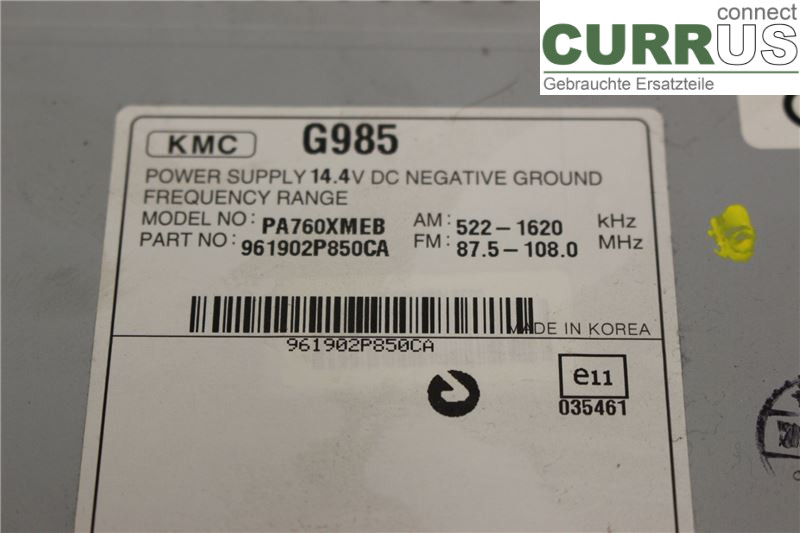 connect
CURRUS
Gebrauchte Ersatzteile
KMC G985
POWER SUPPLY 14.4V DC NEGATIVE GROUND
FREQUENCY RANGE
MODEL NO: PA760XMEB AM: 522-1620 kHz
PART NO: 961902P850CA FM: 87.5-108.0 MHz
MADE IN KOREA
961902P850CA
e11
035461